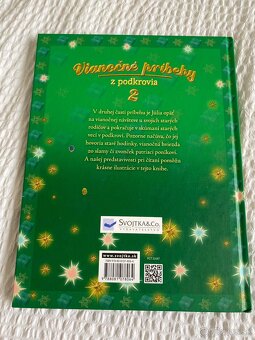 Vianočné príbehy
z podkrovia
2
V druhej časti príbehu je Júlia opäť
na vianočnej návšteve u svojich starých
rodičov a pokračuje v skúmaní starých
vecí v podkroví. Pozorne načúva, čo jej
hovoria staré hodinky, vianočná hviezda
zo slamy či zvonček patriaci poníkovi.
A našej predstavivosti pri čítaní pomôžu
krásne ilustrácie v tejto knihe.
SVOJTKA&CO.
www.svojtka.sk